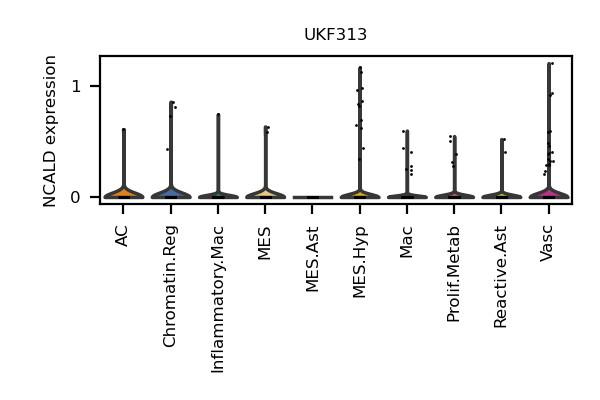 UKF313
NCALD expression
1
0
AC
Chromatin.Reg
Inflammatory.Mac
MES
MES.Ast
MES.Hyp
Mac
Prolif.Metab
Reactive.Ast
Vasc